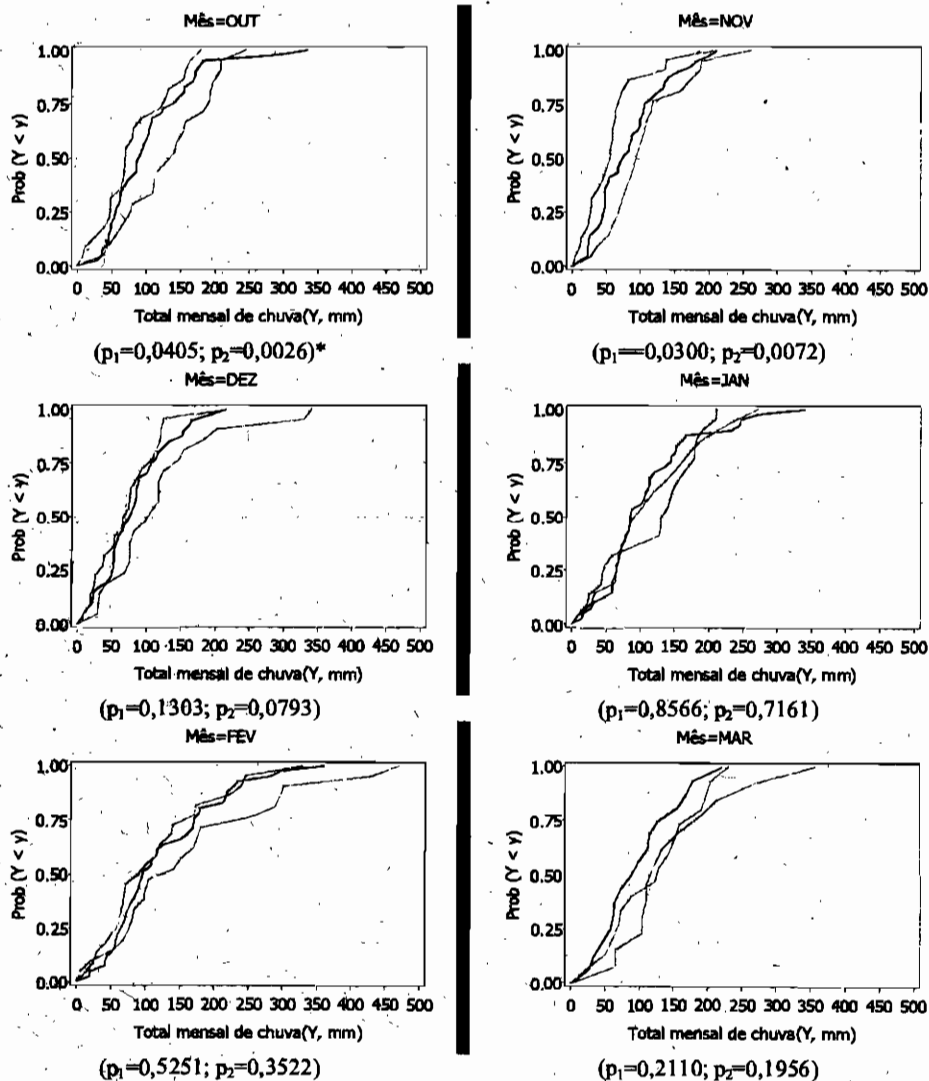 Mês=OUT
Prob (Y < y)
1.00
0.75
0.50
0.25
0.00
0 50 100 150 200 250 300 350 400 450 500
Total mensal de chuva(Y, mm)
(p₁=0,0405; p₂=0,0026)*
Mês=NOV
Prob (Y < y)
1.00
0.75
0.50
0.25
0.00
0 50 100 150 200 250 300 350 400 450 500
Total mensal de chuva(Y, mm)
(p₁=0,0300; p₂=0,0072)
Mês=DEZ
Prob (Y < y)
1.00
0.75
0.50
0.25
0.00
0 50 100 150 200 250 300 350 400 450 500
Total mensal de chuva(Y, mm)
(p₁=0,1303; p₂=0,0793)
Mês=JAN
Prob (Y < y)
1.00
0.75
0.50
0.25
0.00
0 50 100 150 200 250 300 350 400 450 500
Total mensal de chuva(Y, mm)
(p₁=0,8566; p₂=0,7161)
Mês=FEV
Prob (Y < y)
1.00
0.75
0.50
0.25
0.00
0 50 100 150 200 250 300 350 400 450 500
Total mensal de chuva(Y, mm)
(p₁=0,5251; p₂=0,3522)
Mês=MAR
Prob (Y < y)
1.00
0.75
0.50
0.25
0.00
0 50 100 150 200 250 300 350 400 450 500
Total mensal de chuva(Y, mm)
(p₁=0,2110; p₂=0,1956)